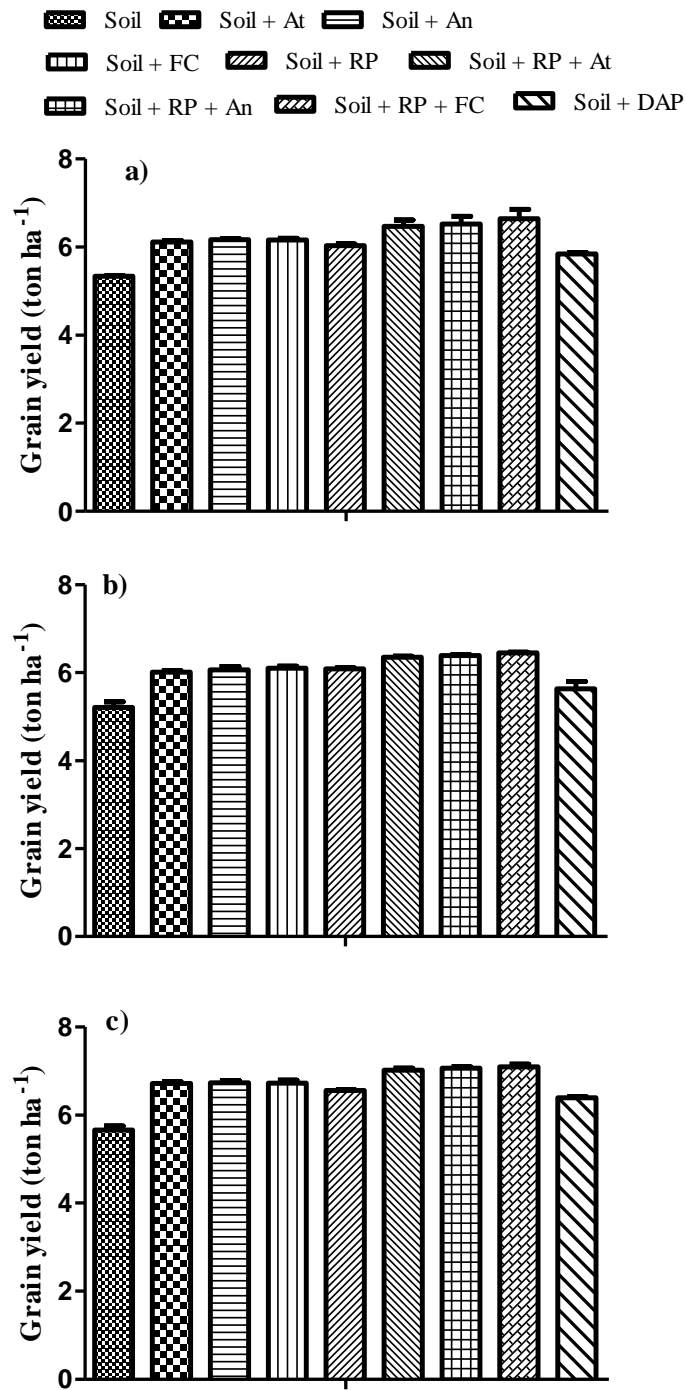 Soil Soil + At Soil + An
Soil + FC Soil + RP Soil + RP + At
Soil + RP + An Soil + RP + FC Soil + DAP
a)
Grain yield (ton ha⁻¹)
8
6
4
2
0
b)
Grain yield (ton ha⁻¹)
8
6
4
2
0
c)
Grain yield (ton ha⁻¹)
8
6
4
2
0